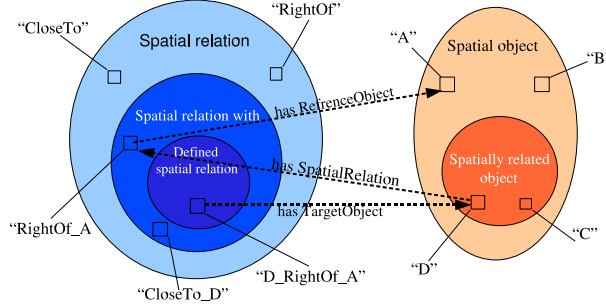 “RightOf”
“CloseTo”
Spatial relation
Spatial object
“A”
“B”
Spatial relation with
has RefrenceObject
Defined
spatial relation
Spatially related
object
has SpatialRelation
has TargetObject
“RightOf_A
“D_RightOf_A”
“CloseTo_D”
“D”
“C”